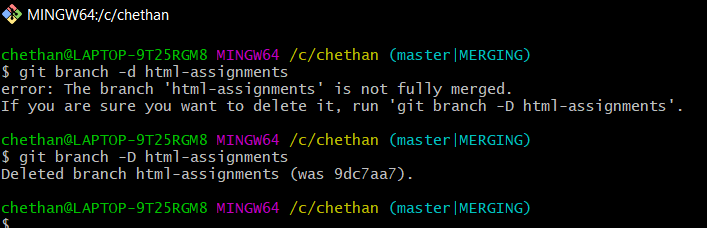 MINGW64:/c/chethan
chethan@LAPTOP-9T25RGM8 MINGW64 /c/chethan (master|MERGING)
$ git branch -d html-assignments
error: The branch 'html-assignments' is not fully merged.
If you are sure you want to delete it, run 'git branch -D html-assignments'.
chethan@LAPTOP-9T25RGM8 MINGW64 /c/chethan (master|MERGING)
$ git branch -D html-assignments
Deleted branch html-assignments (was 9dc7aa7).
chethan@LAPTOP-9T25RGM8 MINGW64 /c/chethan (master|MERGING)
$